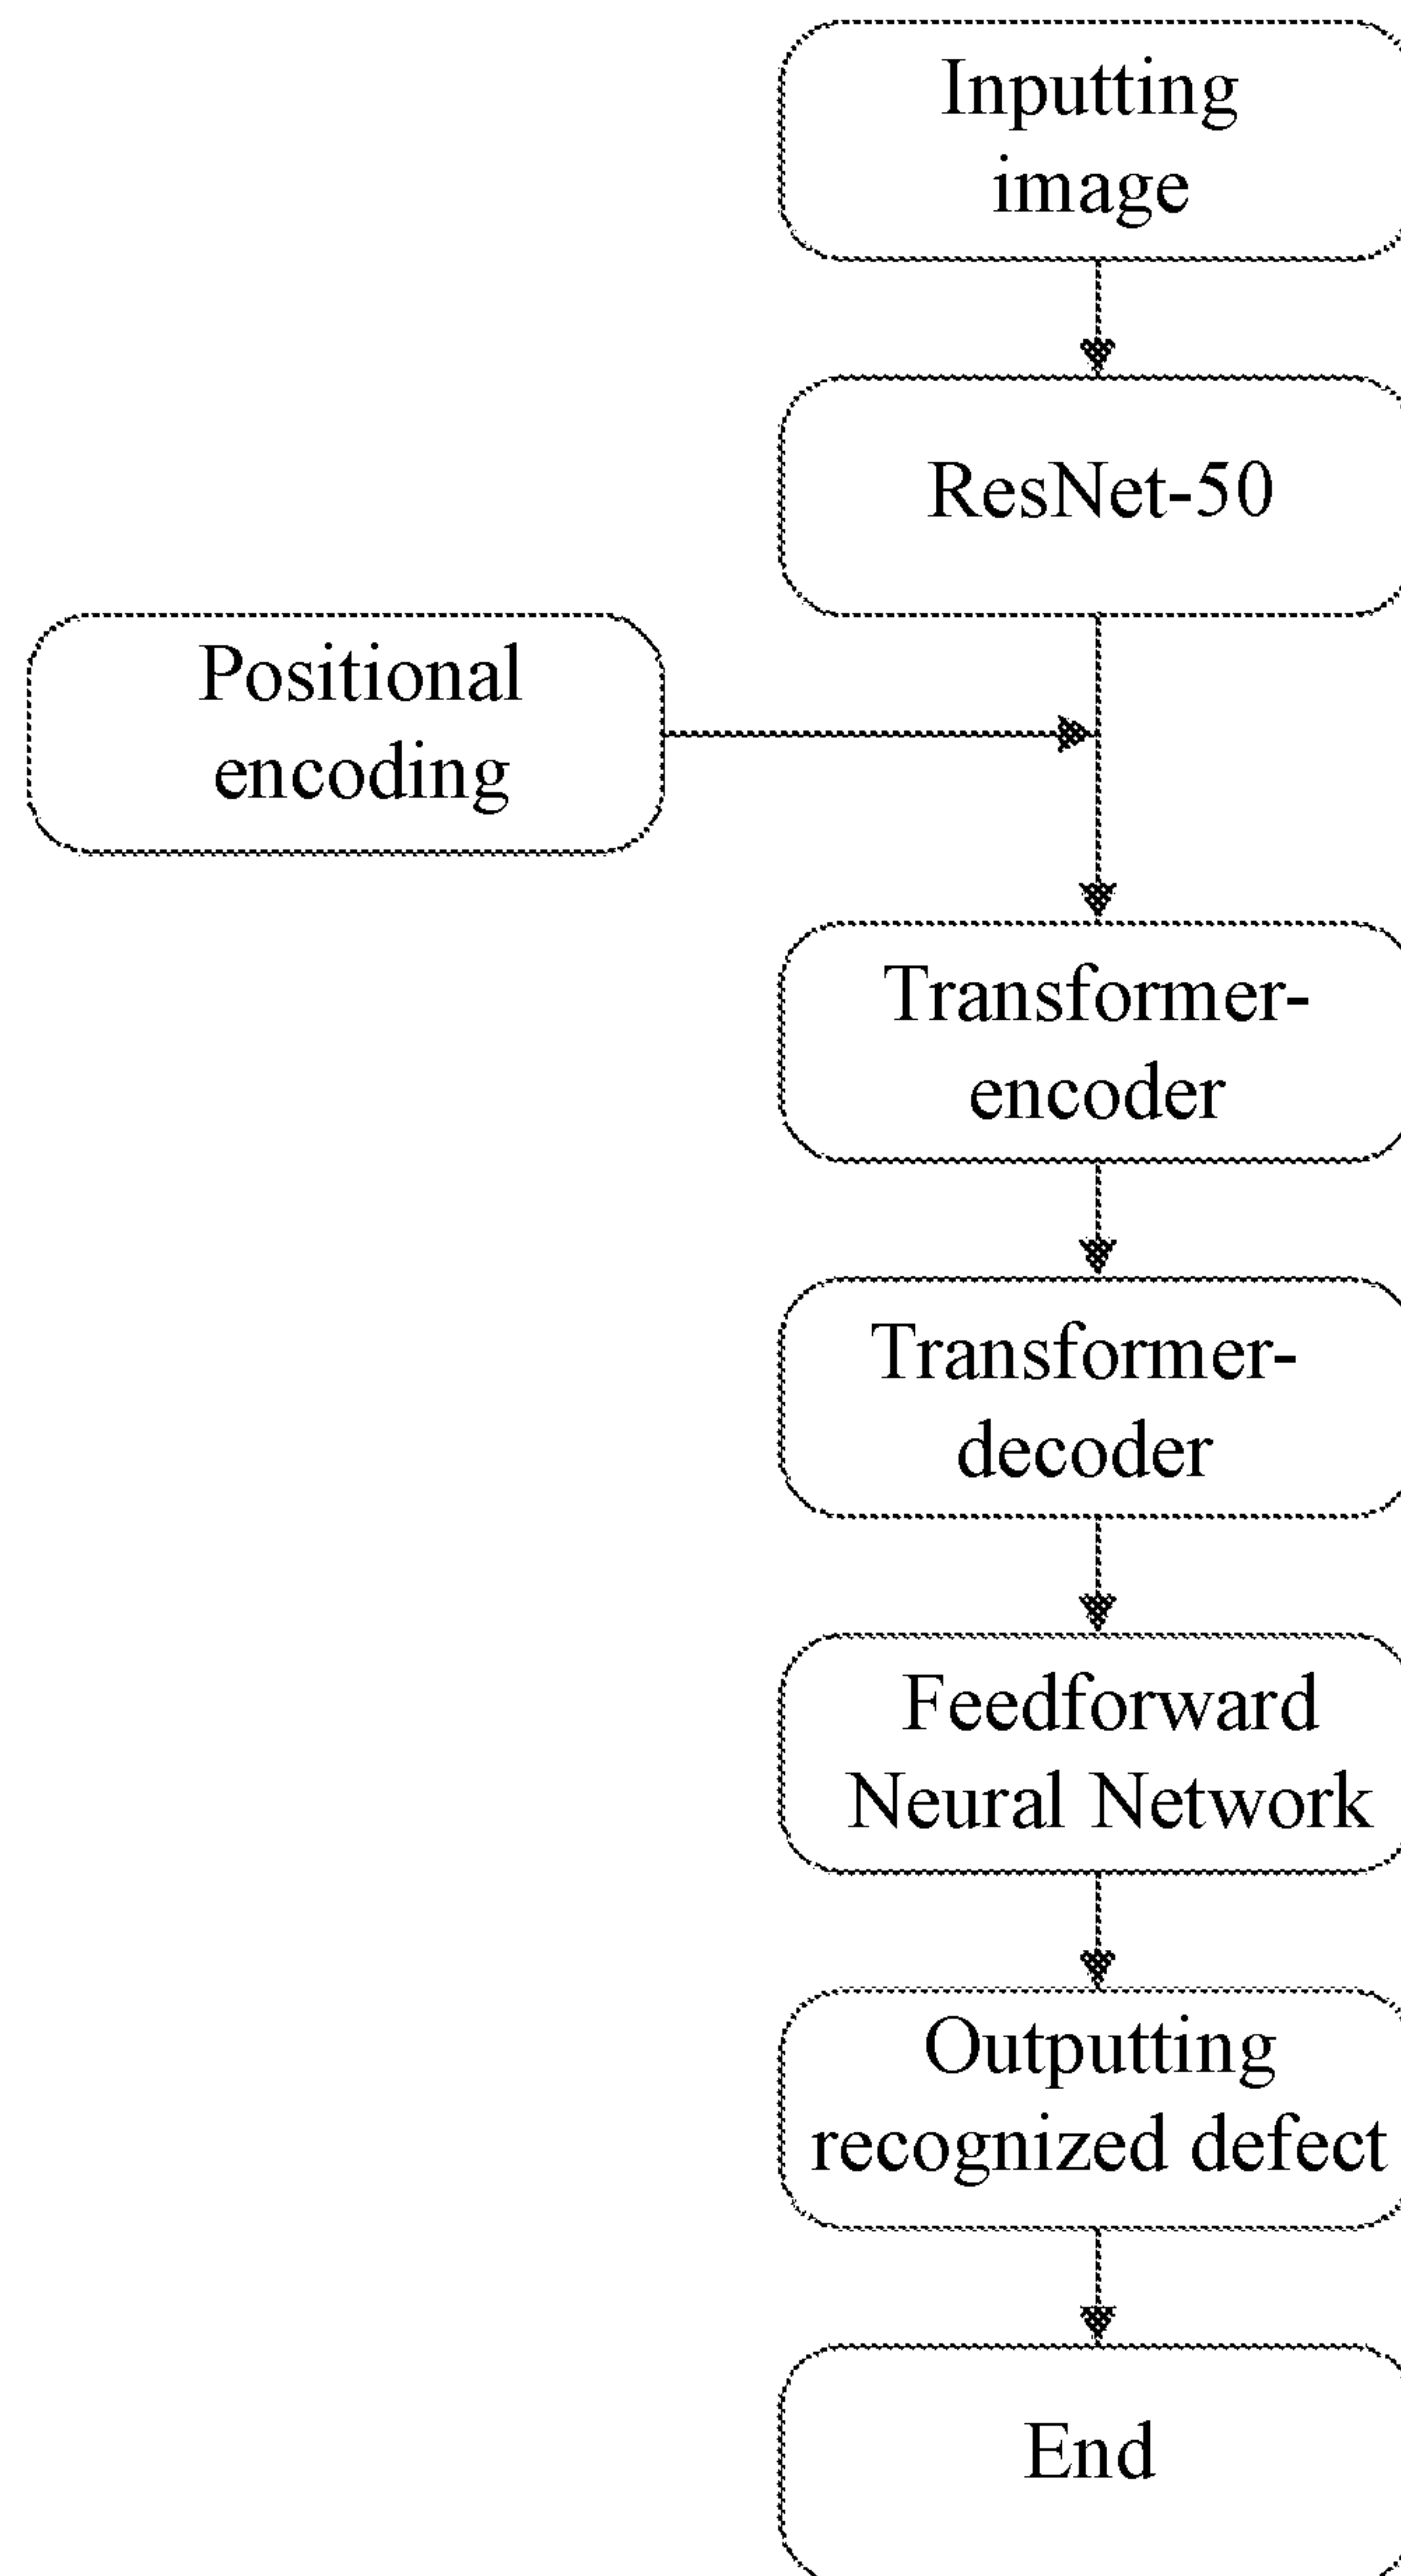 Inputting
image
ResNet-50
Positional
encoding
Transformer-
encoder
Transformer-
decoder
Feedforward
Neural Network
Outputting
recognized defect
End